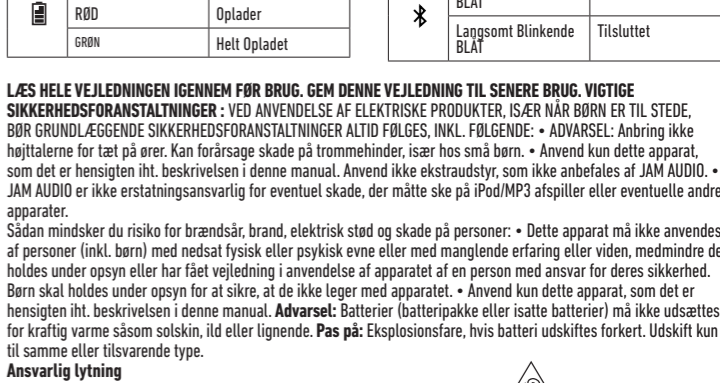 BLÅT
RØD Oplader
Langsomt Blinkende Tilsluttet
BLÅT
GRØN Helt Opladet
LÆS HELE VEJLEDNINGEN IGENNEM FØR BRUG. GEM DENNE VEJLEDNING TIL SENERE BRUG. VIGTIGE
SIKKERHEDSFORANSTALTNINGER : VED ANVENDELSE AF ELEKTRISKE PRODUKTER, ISÆR NÅR BØRN ER TIL STEDE,
BØR GRUNDLÆGGENDE SIKKERHEDSFORANSTALTNINGER ALTID FØLGES, INKL. FØLGENDE: • ADVARSEL: Anbring ikke
højttalerne for tæt på ører. Kan forårsage skade på trommehinder, især hos små børn. • Anvend kun dette apparat,
som det er hensigten iht. beskrivelsen i denne manual. Anvend ikke ekstraudstyr, som ikke anbefales af JAM AUDIO. •
JAM AUDIO er ikke erstatningsansvarlig for eventuel skade, der måtte ske på iPod/MP3 afspiller eller eventuelle andre
apparater.
Sådan mindsker du risiko for brændsår, brand, elektrisk stød og skade på personer: • Dette apparat må ikke anvendes
af personer (inkl. børn) med nedsat fysisk eller psykisk evne eller med manglende erfaring eller viden, medmindre de
holdes under opsyn eller har fået vejledning i anvendelse af apparatet af en person med ansvar for deres sikkerhed.
Børn skal holdes under opsyn for at sikre, at de ikke leger med apparatet. • Anvend kun dette apparat, som det er
hensigten iht. beskrivelsen i denne manual. Advarsel: Batterier (batteripakke eller isatte batterier) må ikke udsættes
for kraftig varme såsom solskin, ild eller lignende. Pas på: Eksplosionsfare, hvis batteri udskiftes forkert. Udskift kun
til samme eller tilsvarende type.
Ansvarlig lytning